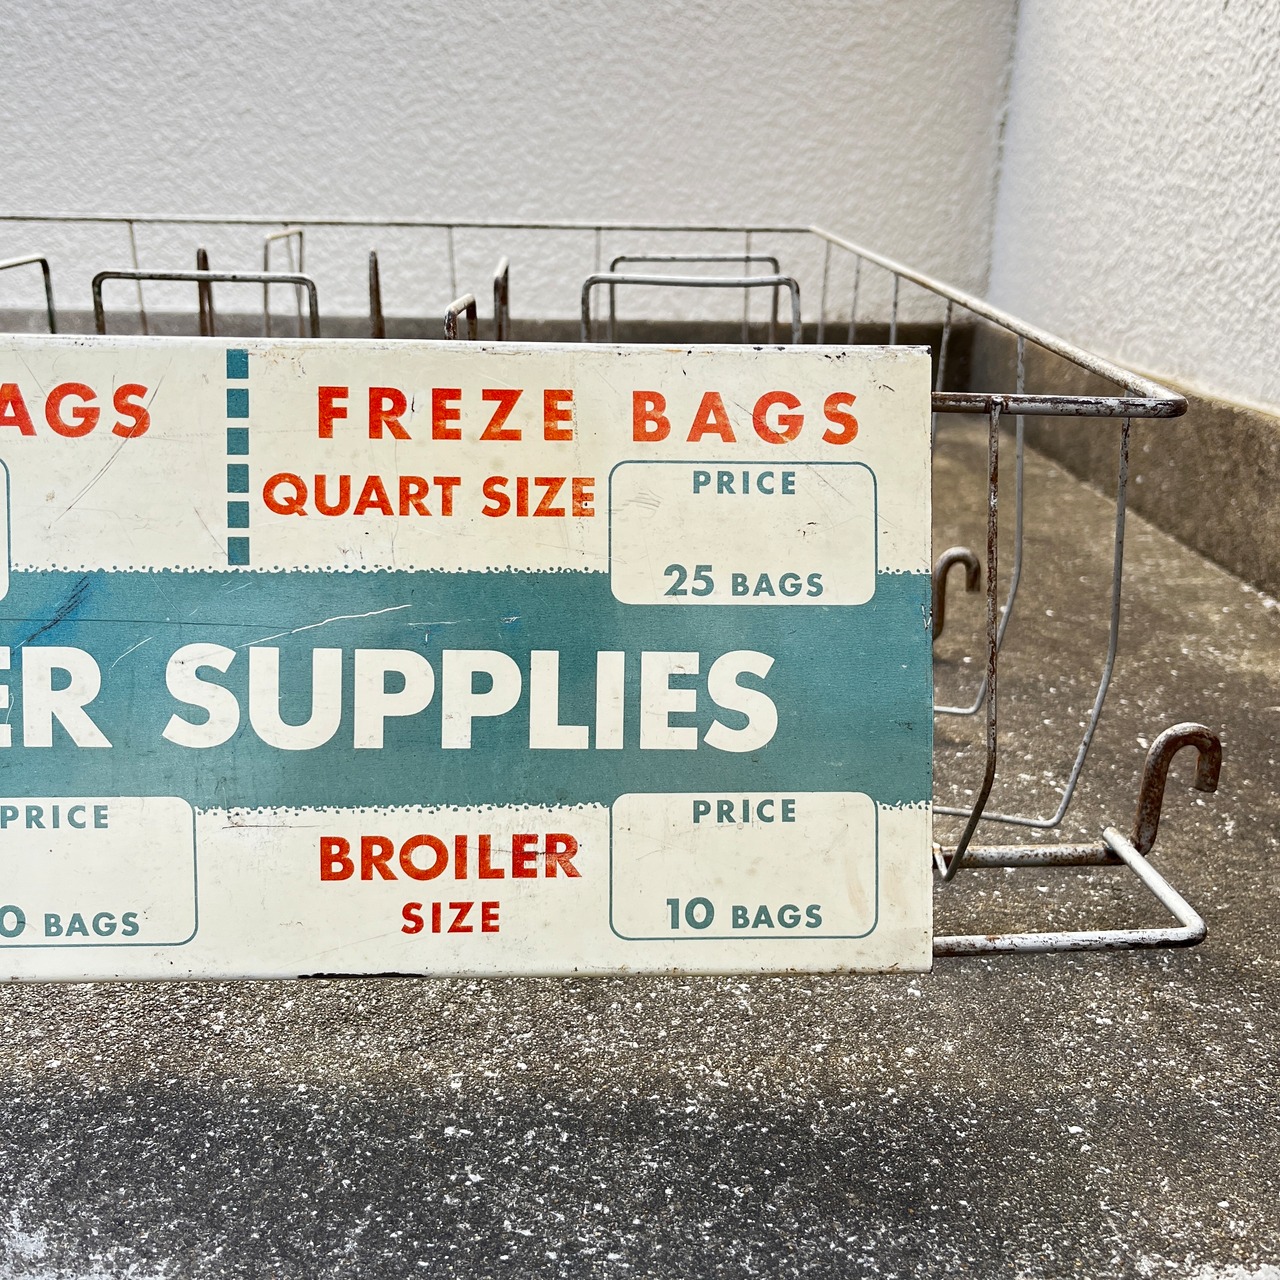 AGS
FREZE BAGS
QUART SIZE
PRICE
25 BAGS
ER SUPPLIES
PRICE
0 BAGS
BROILER
SIZE
PRICE
10 BAGS